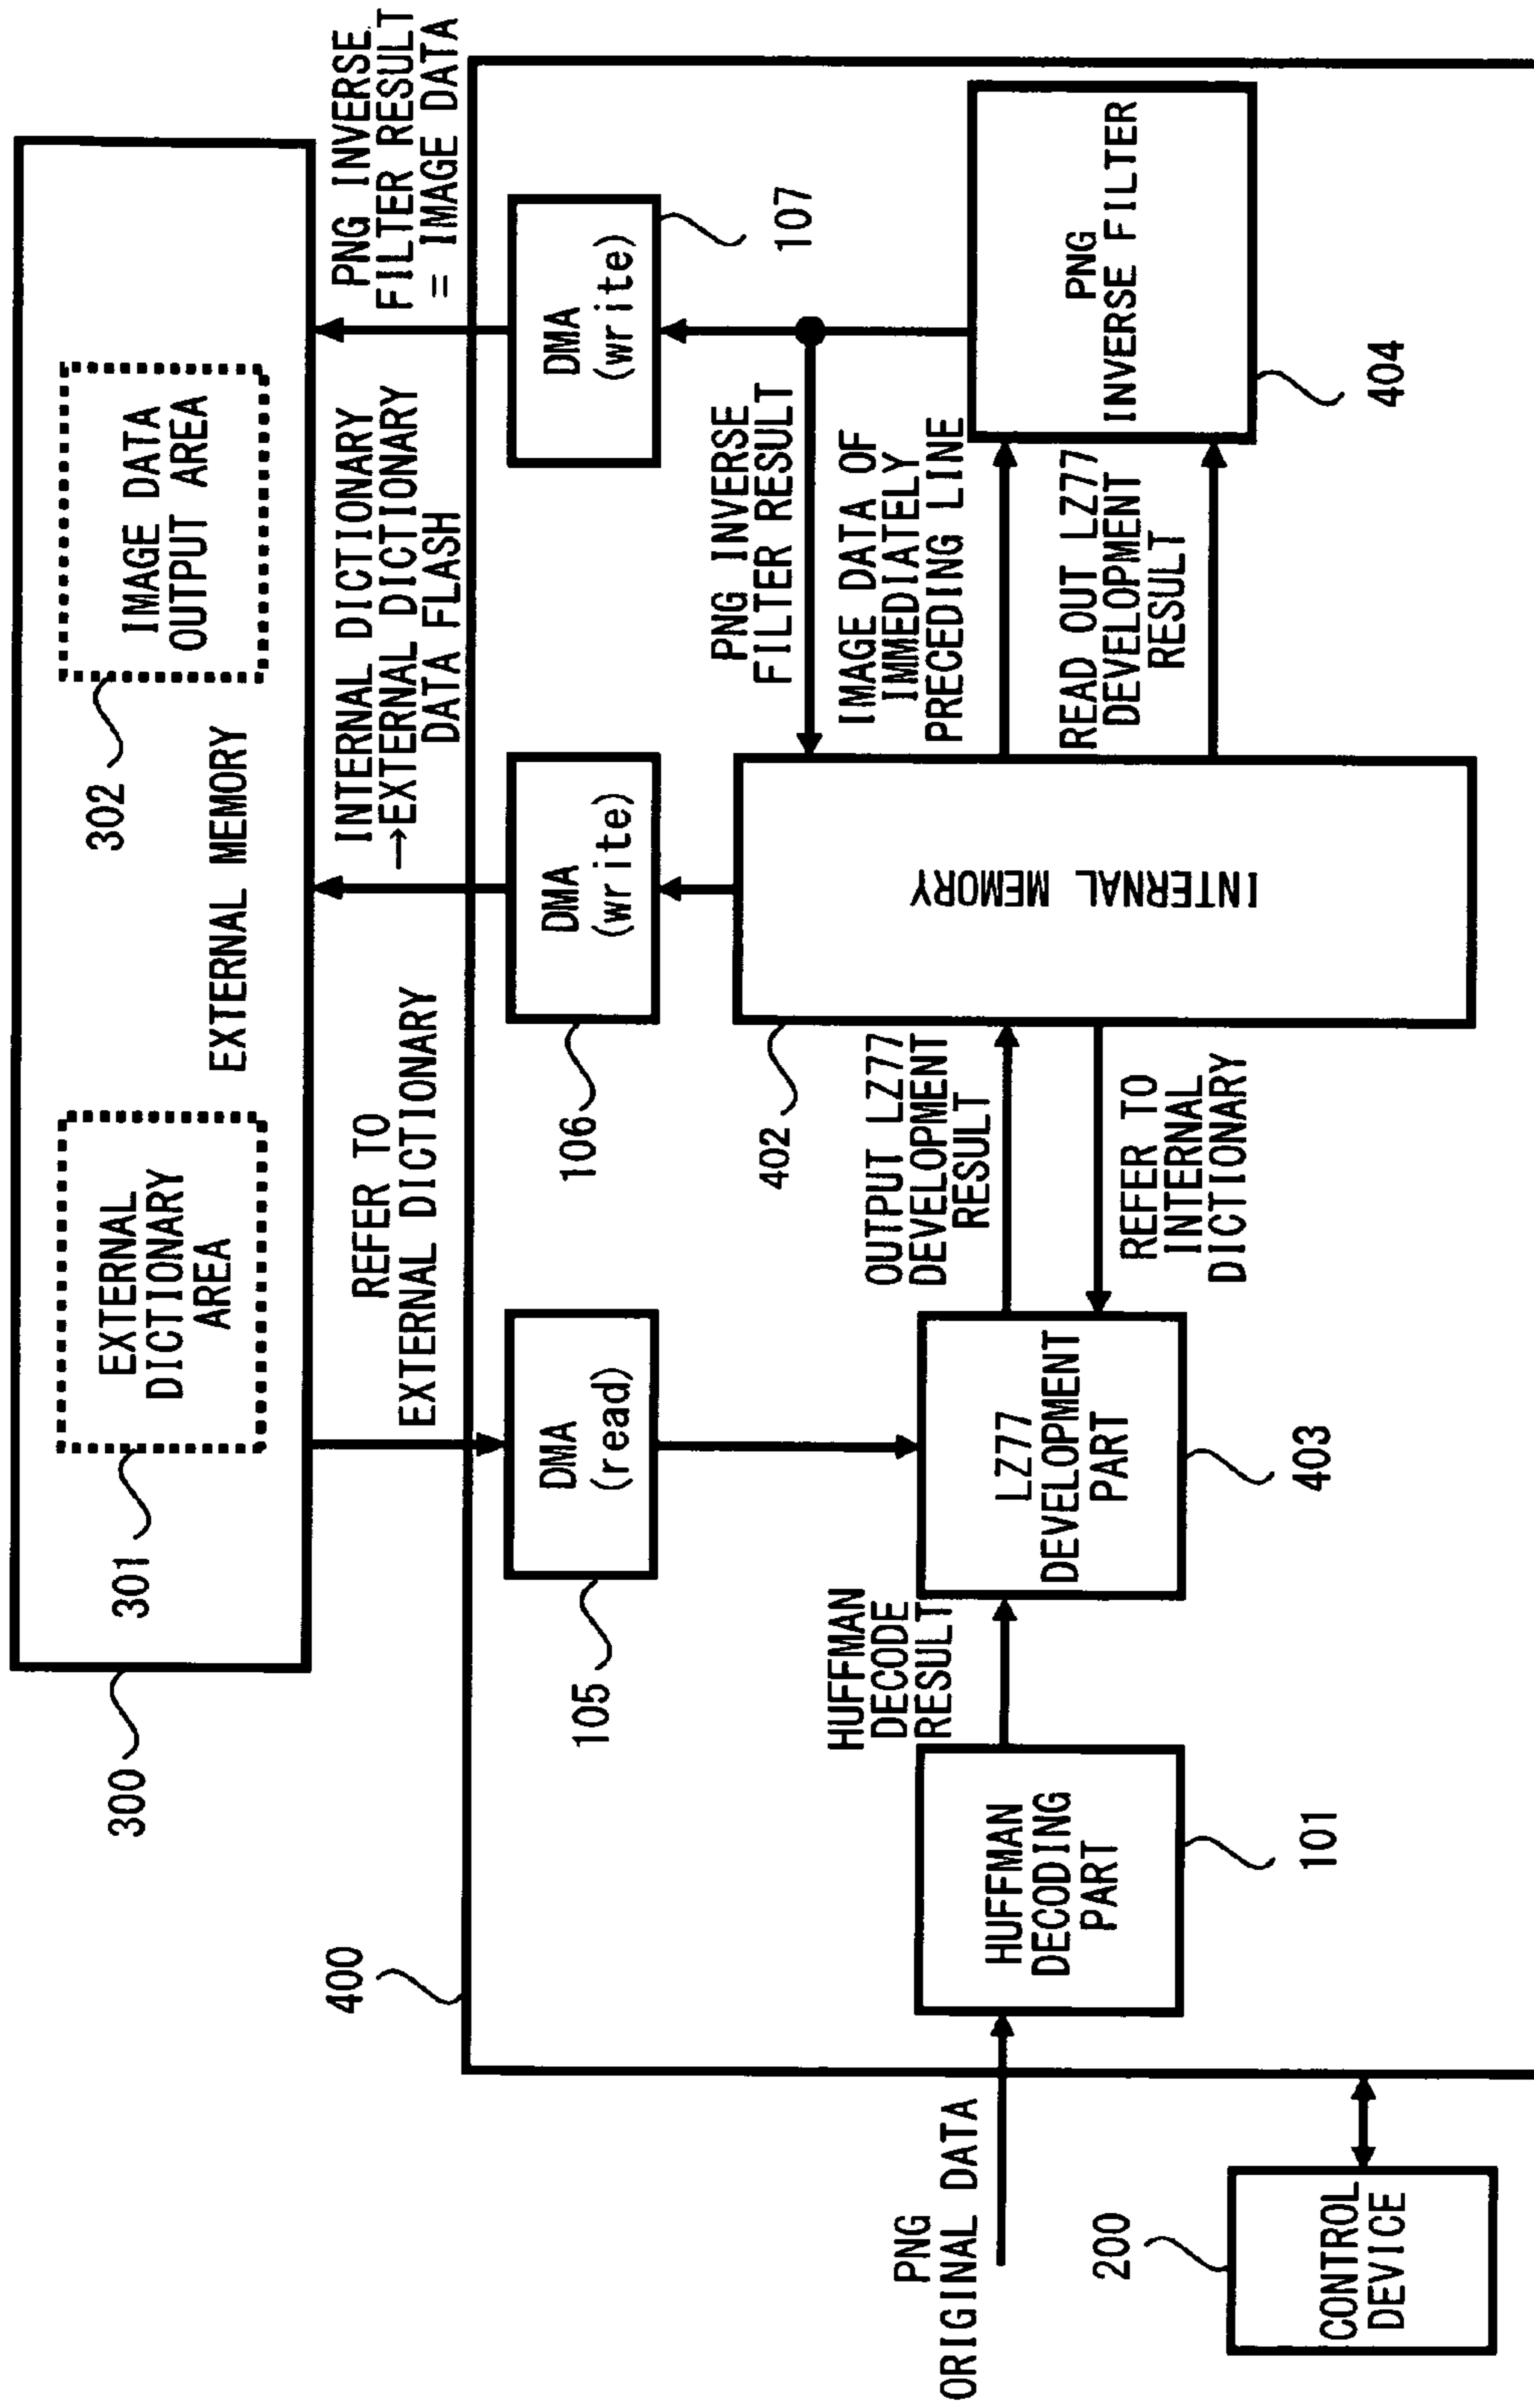 300
301
EXTERNAL
DICTIONARY
AREA
EXTERNAL MEMORY
302
IMAGE DATA
OUTPUT AREA
400
REFER TO
EXTERNAL DICTIONARY
INTERNAL DICTIONARY
→EXTERNAL DICTIONARY
DATA FLASH
PNG INVERSE
FILTER RESULT
= IMAGE DATA
105
DMA
(read)
106
DMA
(write)
DMA
(write)
107
PNG
ORIGINAL DATA
HUFFMAN
DECODING
PART
101
HUFFMAN
DECODE
RESULT
LZ77
DEVELOPMENT
PART
403
OUTPUT LZ77
DEVELOPMENT
RESULT
REFER TO
INTERNAL
DICTIONARY
402
INTERNAL MEMORY
PNG INVERSE
FILTER RESULT
IMAGE DATA OF
IMMEDIATELY
PRECEDING LINE
READ OUT LZ77
DEVELOPMENT
RESULT
PNG
INVERSE FILTER
404
200
CONTROL
DEVICE